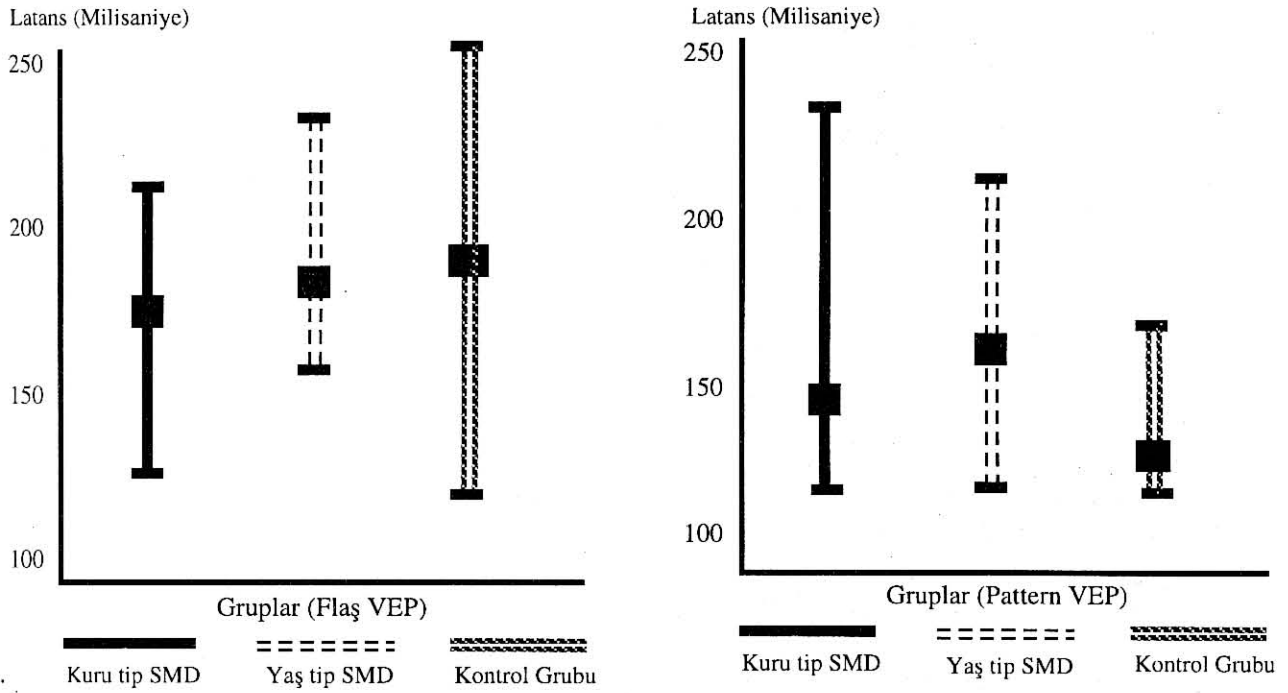 Latans (Milisaniye)
250
200
150
100
Gruplar (Flaş VEP)
Kuru tip SMD
Yaş tip SMD
Kontrol Grubu
Latans (Milisaniye)
250
200
150
100
Gruplar (Pattern VEP)
Kuru tip SMD
Yaş tip SMD
Kontrol Grubu